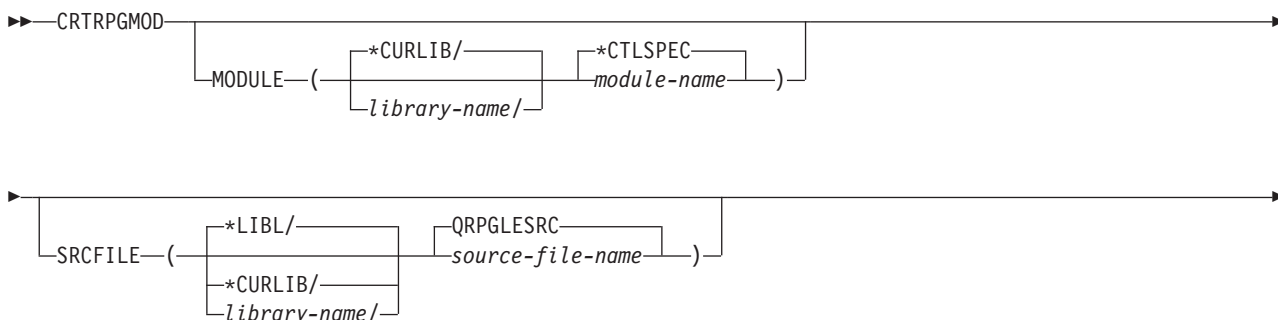 CRTRPGMOD
*CURLIB/ *CTLSPEC
MODULE ( module-name )
library-name/
*LIBL/ QRPGLESRC
SRCFILE ( source-file-name )
*CURLIB/
library-name/